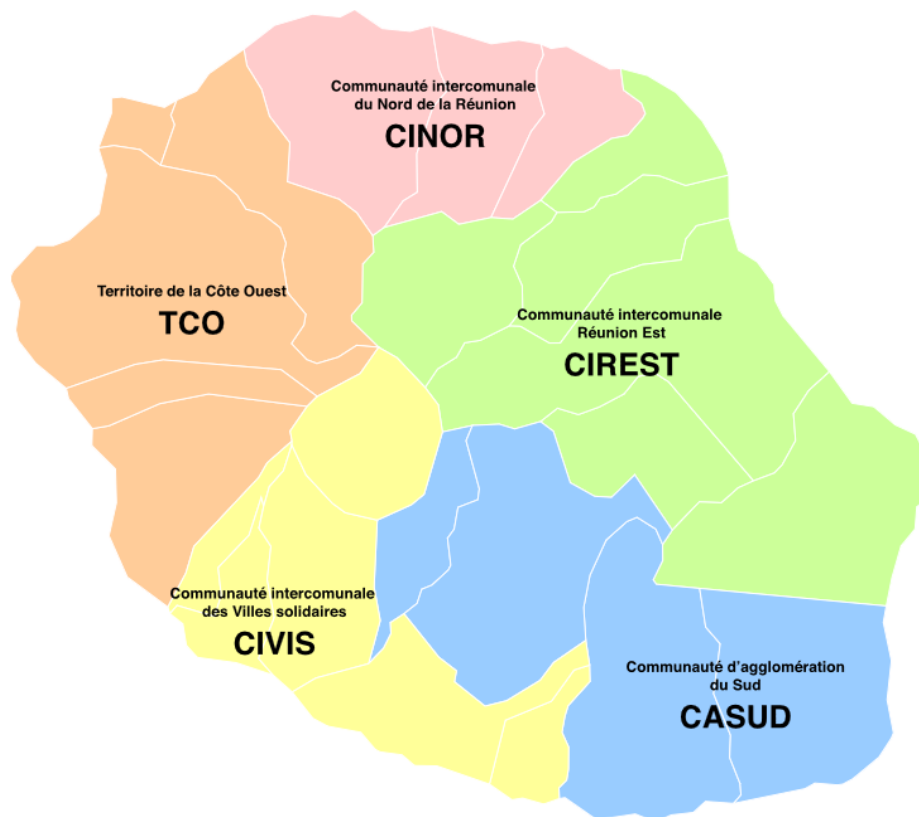 Communauté intercomunale
du Nord de la Réunion
CINOR
Territoire de la Côte Ouest
TCO
Communauté intercomunale
Réunion Est
CIREST
Communauté intercomunale
des Villes solidaires
CIVIS
Communauté d'agglomération
du Sud
CASUD